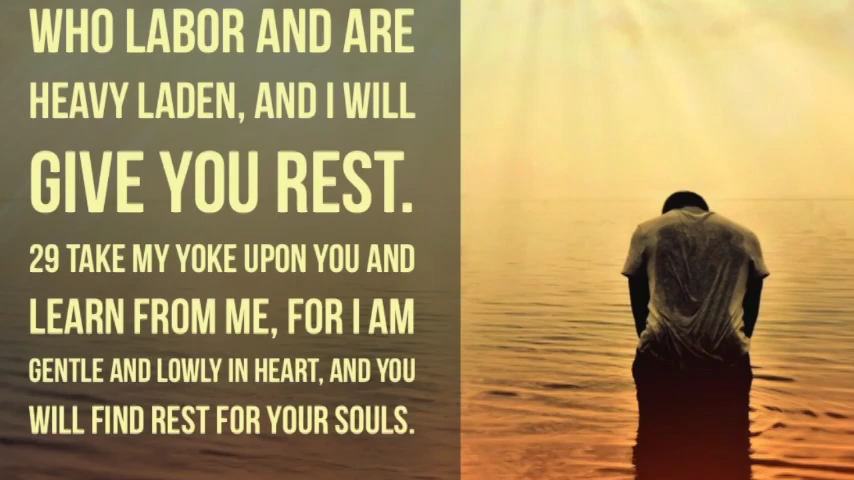 WHO LABOR AND ARE
HEAVY LADEN, AND I WILL
GIVE YOU REST.
29 TAKE MY YOKE UPON YOU AND
LEARN FROM ME, FOR I AM
GENTLE AND LOWLY IN HEART, AND YOU
WILL FIND REST FOR YOUR SOULS.